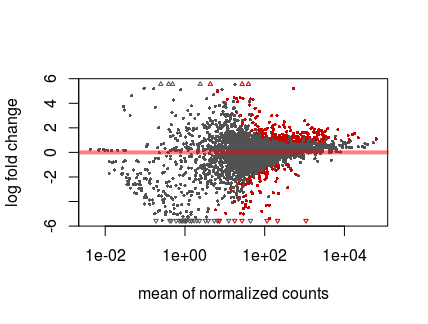 6
4
2
0
-2
-6
log fold change
1e-02
1e+00
1e+02
1e+04
mean of normalized counts